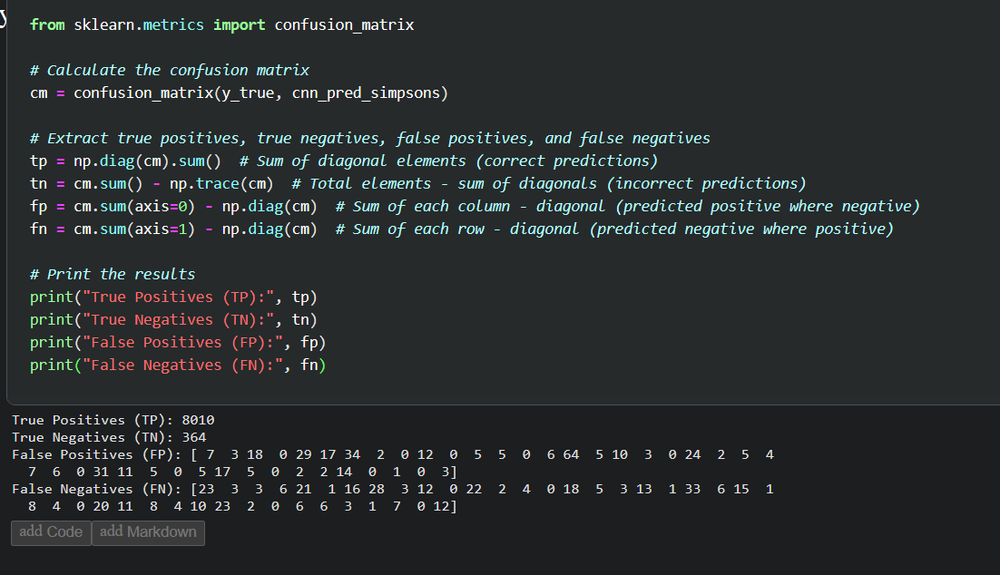 from sklearn.metrics import confusion_matrix
# Calculate the confusion matrix
cm = confusion_matrix(y_true, cnn_pred_simpsons)
# Extract true positives, true negatives, false positives, and false negatives
tp = np.diag(cm).sum()  # Sum of diagonal elements (correct predictions)
tn = cm.sum() - np.trace(cm)  # Total elements - sum of diagonals (incorrect predictions)
fp = cm.sum(axis=0) - np.diag(cm)  # Sum of each column - diagonal (predicted positive where negative)
fn = cm.sum(axis=1) - np.diag(cm)  # Sum of each row - diagonal (predicted negative where positive)
# Print the results
print("True Positives (TP):", tp)
print("True Negatives (TN):", tn)
print("False Positives (FP):", fp)
print("False Negatives (FN):", fn)
True Positives (TP): 8010
True Negatives (TN): 364
False Positives (FP): [ 7  3 18  0 29 17 34  2  0 12  0  5  5  0  6 64  5 10  3  0 24  2  5  4
  7  6  0 31 11  5  0  5 17  5  0  2  2 14  0  1  0  3]
False Negatives (FN): [23  3  3  6 21  1 16 28  3 12  0 22  2  4  0 18  5  3 13  1 33  6 15  1
  8  4  0 20 11  8  4 10 23  2  0  6  6  3  1  7  0 12]
add Code add Markdown